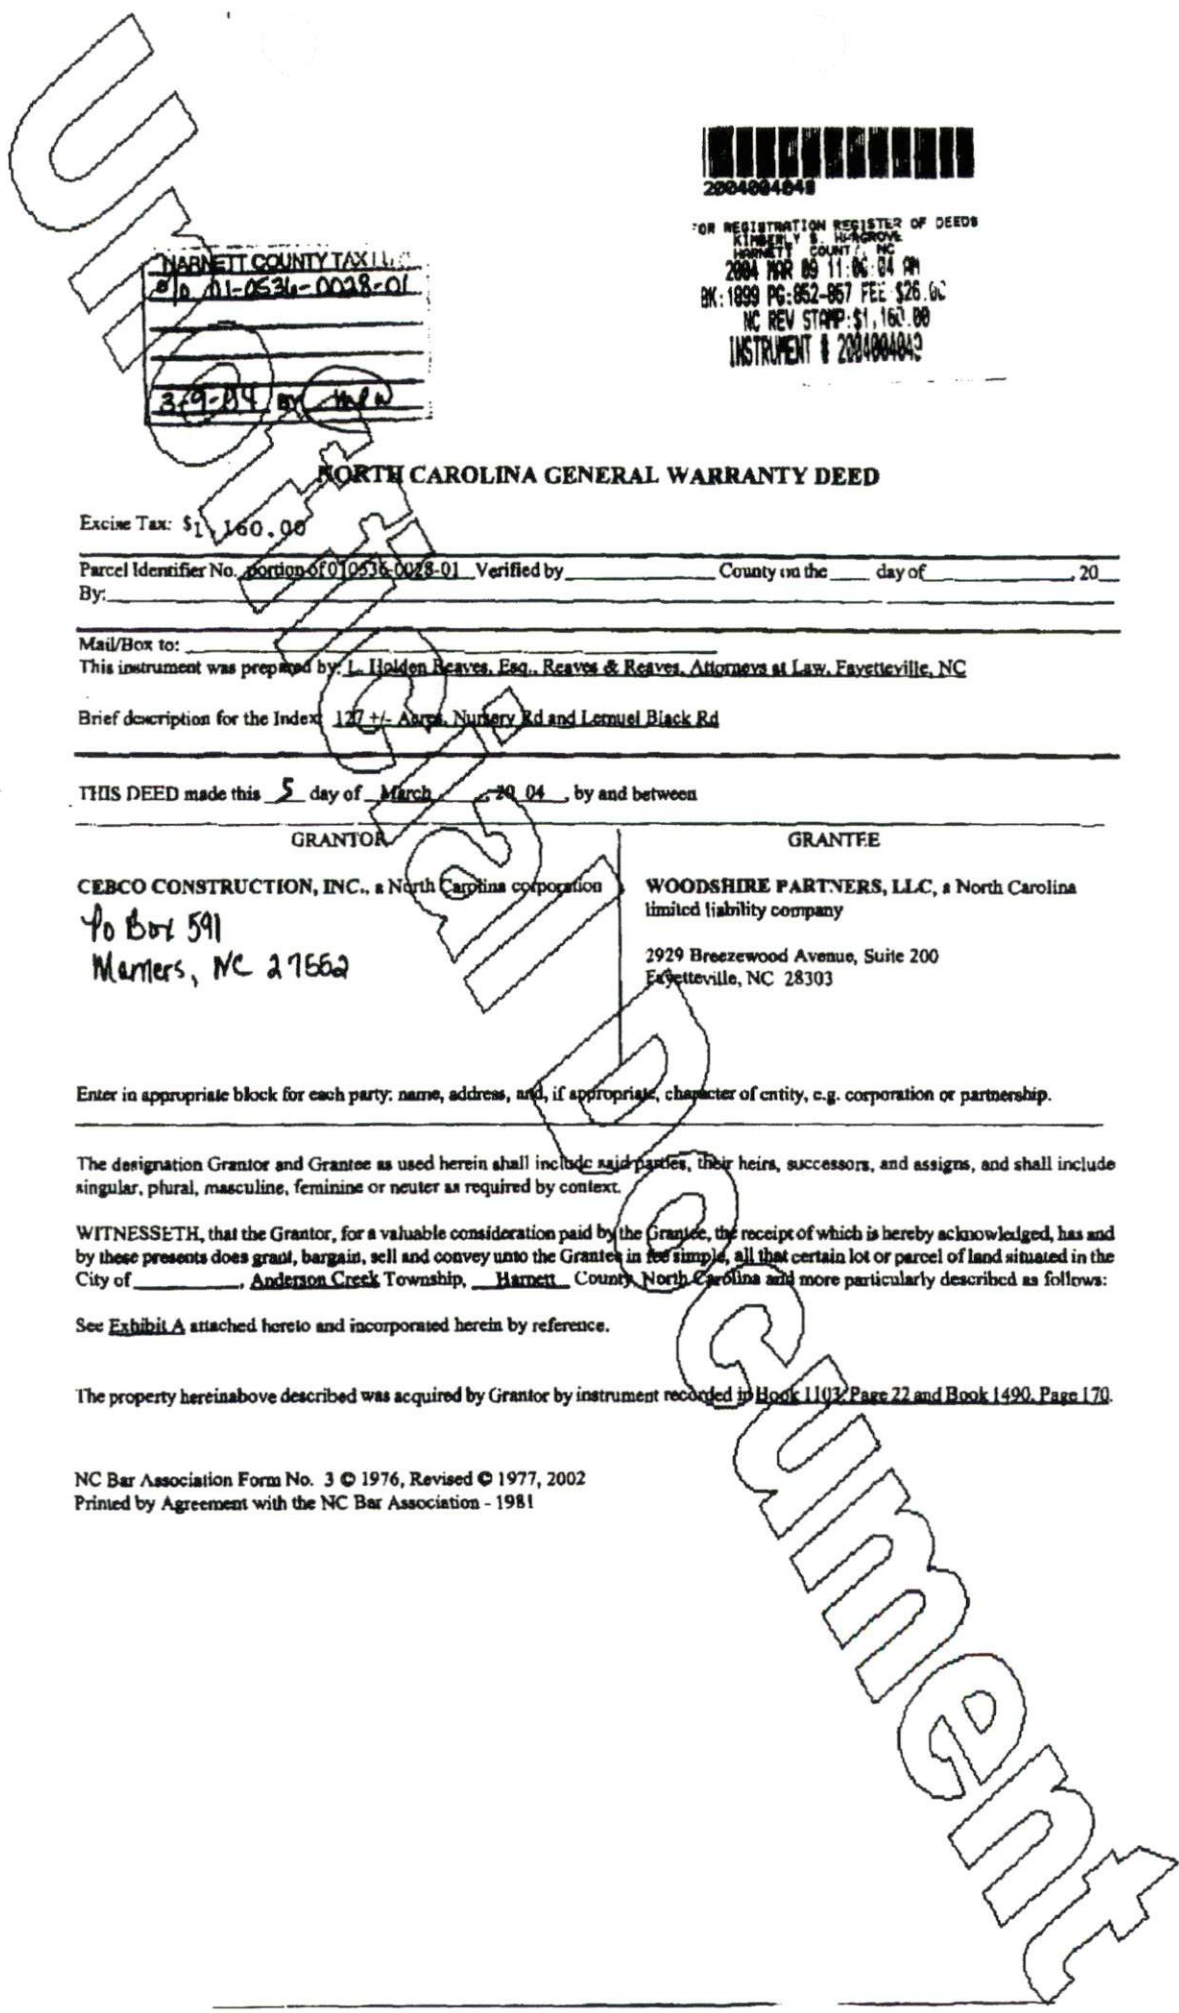 2004004049
FOR REGISTRATION REGISTER OF DEEDS
KIMBERLY S. HARGROVE
HARNETT COUNTY, NC
2004 MAR 09 11:06:04 AM
BK:1899 PG:852-857 FEE:$26.00
NC REV STAMP:$1,160.00
INSTRUMENT # 2004004049
HARNETT COUNTY TAX I.D.
01-0536-0028-01
3-9-04 BY
NORTH CAROLINA GENERAL WARRANTY DEED
Excise Tax: $1,160.00
Parcel Identifier No. portion of 010536-0028-01 Verified by ____________ County on the ____ day of ____________, 20__
By: ____________
Mail/Box to: ____________
This instrument was prepared by: L. Holden Reaves, Esq., Reaves & Reaves, Attorneys at Law, Fayetteville, NC
Brief description for the Index: 127 +/- Acres, Nursery Rd and Lemuel Black Rd
THIS DEED made this 5 day of March, 20 04, by and between
GRANTOR
GRANTEE
CEBCO CONSTRUCTION, INC., a North Carolina corporation
Po Box 591
Mamers, NC 27552
WOODSHIRE PARTNERS, LLC, a North Carolina
limited liability company
2929 Breezewood Avenue, Suite 200
Fayetteville, NC 28303
Enter in appropriate block for each party: name, address, and, if appropriate, character of entity, e.g. corporation or partnership.
The designation Grantor and Grantee as used herein shall include said parties, their heirs, successors, and assigns, and shall include
singular, plural, masculine, feminine or neuter as required by context.
WITNESSETH, that the Grantor, for a valuable consideration paid by the Grantee, the receipt of which is hereby acknowledged, has and
by these presents does grant, bargain, sell and convey unto the Grantee in fee simple, all that certain lot or parcel of land situated in the
City of __________, Anderson Creek Township, Harnett County, North Carolina and more particularly described as follows:
See Exhibit A attached hereto and incorporated herein by reference.
The property hereinabove described was acquired by Grantor by instrument recorded in Book 1103, Page 22 and Book 1490, Page 170.
NC Bar Association Form No. 3 © 1976, Revised © 1977, 2002
Printed by Agreement with the NC Bar Association - 1981
Unofficial Document